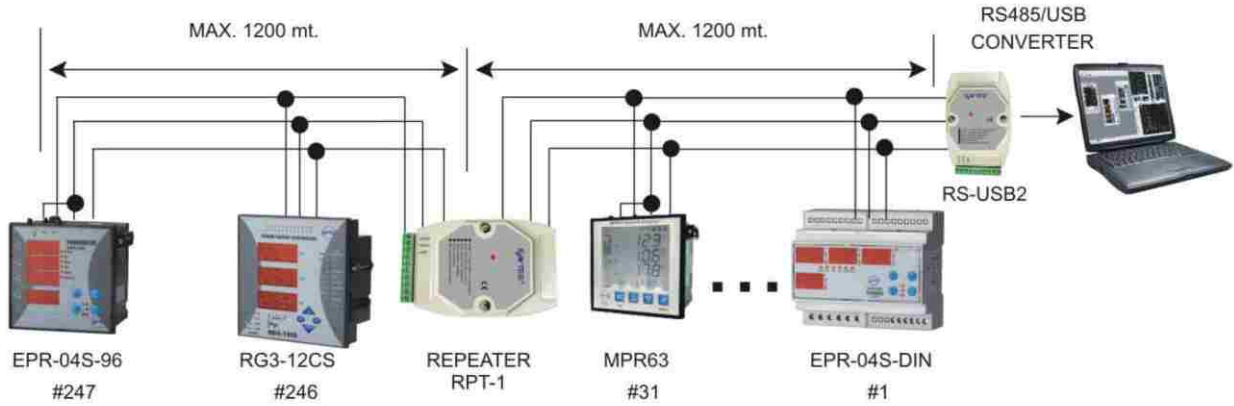 MAX. 1200 mt.
MAX. 1200 mt.
RS485/USB
CONVERTER
RS-USB2
EPR-04S-96
#247
RG3-12CS
#246
REPEATER
RPT-1
MPR63
#31
EPR-04S-DIN
#1